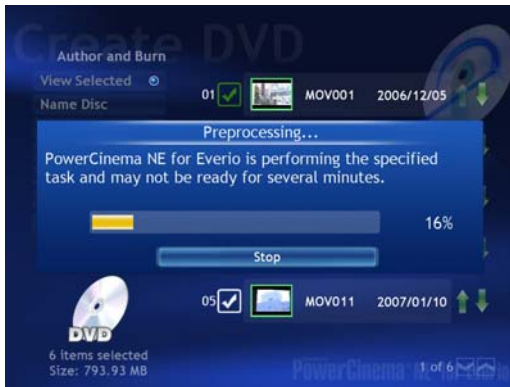 Create DVD
Author and Burn
View Selected
Name Disc
01 MOV001 2006/12/05
Preprocessing...
PowerCinema NE for Everio is performing the specified
task and may not be ready for several minutes.
16%
Stop
05 MOV011 2007/01/10
DVD
6 items selected
Size: 793.93 MB
PowerCinema NE for Everio
1 of 6